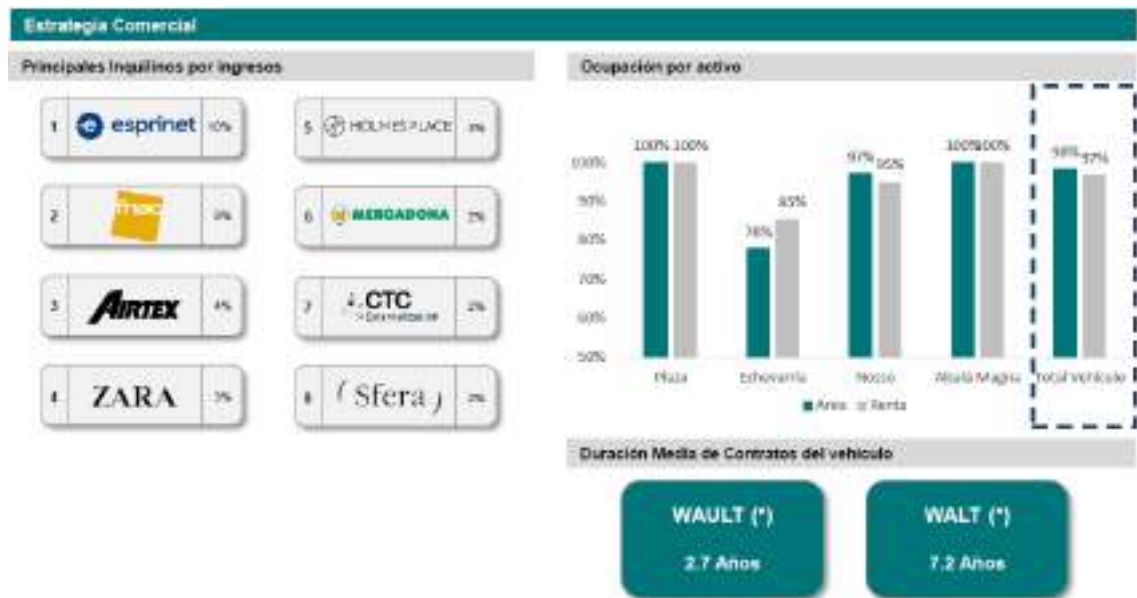 Estrategia Comercial
Principales Inquilinos por ingresos
1 esprinet 10%
2 fnac
3 AIRTEX 4%
4 ZARA 3%
5 HOLMES PLACE 3%
6 MERCADONA 2%
7 CTC 2%
8 Sfera 2%
Ocupación por activo
100% 100%
78% 85%
97% 95%
100% 100%
98% 97%
100%
90%
80%
70%
60%
50%
Plaza Echevarría Nosso Alcalá Magna Total Vehículo
Area Renta
Duración Media de Contratos del vehículo
WAULT (*)
2.7 Años
WALT (*)
7.2 Años